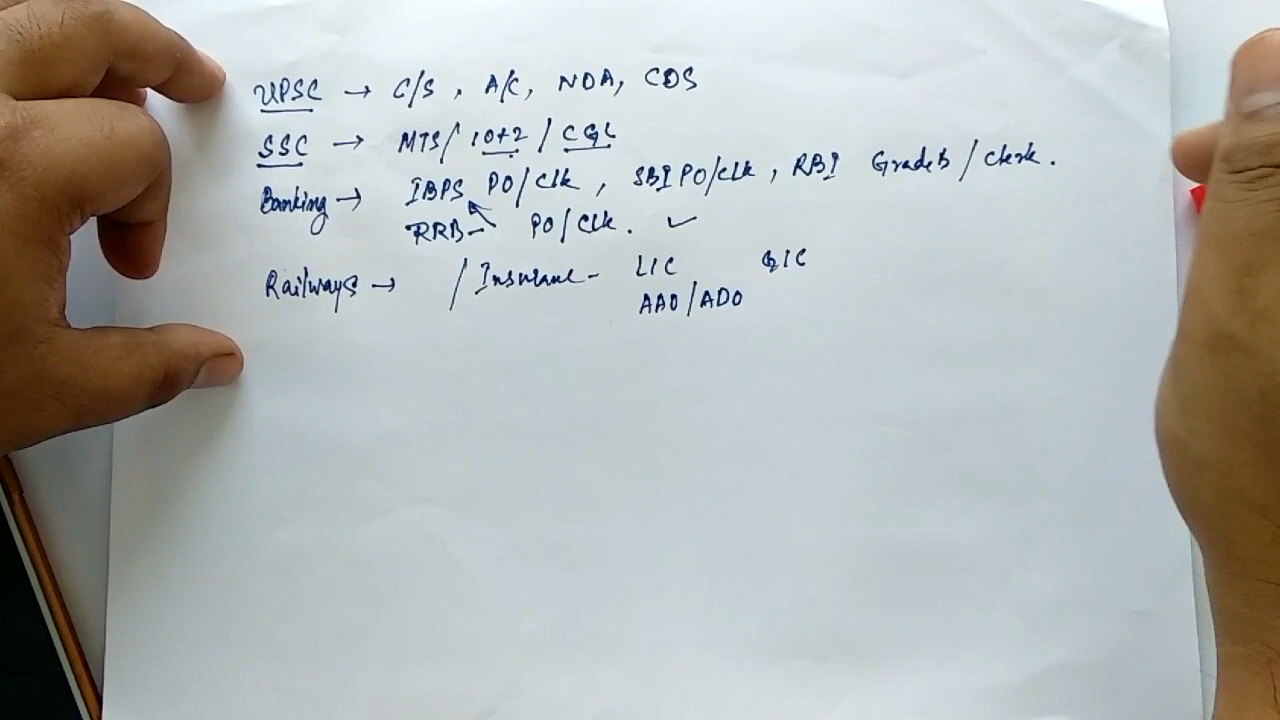 UPSC → C/S, A/C, NDA, CDS
SSC → MTS/ 10+2 / CGL
Banking → IBPS PO/Clk, SBI PO/Clk, RBI Grade B / Clerk.
RRB - PO/Clk. ✓
Railways → / Insurance - LIC GIC
AAO/ADO